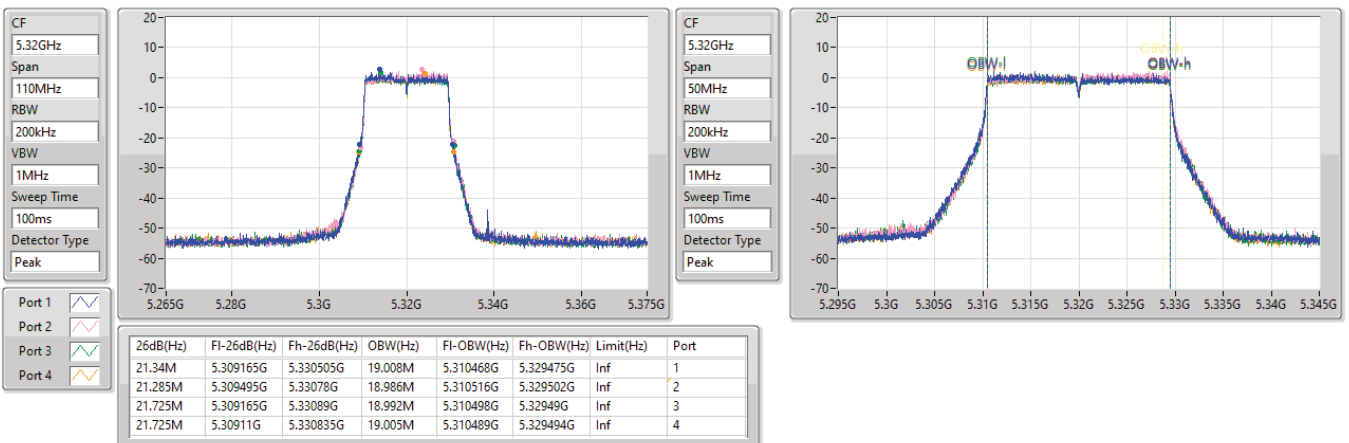 CF
5.32GHz
Span
110MHz
RBW
200kHz
VBW
1MHz
Sweep Time
100ms
Detector Type
Peak
20
10
0
-10
-20
-30
-40
-50
-60
-70
5.265G 5.28G 5.3G 5.32G 5.34G 5.36G 5.375G
CF
5.32GHz
Span
50MHz
RBW
200kHz
VBW
1MHz
Sweep Time
100ms
Detector Type
Peak
20
10
0
-10
-20
-30
-40
-50
-60
-70
OBW-l
OBW-h
5.295G 5.3G 5.305G 5.31G 5.315G 5.32G 5.325G 5.33G 5.335G 5.34G 5.345G
Port 1
Port 2
Port 3
Port 4
26dB(Hz) Fl-26dB(Hz) Fh-26dB(Hz) OBW(Hz) Fl-OBW(Hz) Fh-OBW(Hz) Limit(Hz) Port
21.34M 5.309165G 5.330505G 19.008M 5.310468G 5.329475G Inf 1
21.285M 5.309495G 5.33078G 18.986M 5.310516G 5.329502G Inf 2
21.725M 5.309165G 5.33089G 18.992M 5.310498G 5.32949G Inf 3
21.725M 5.30911G 5.330835G 19.005M 5.310489G 5.329494G Inf 4